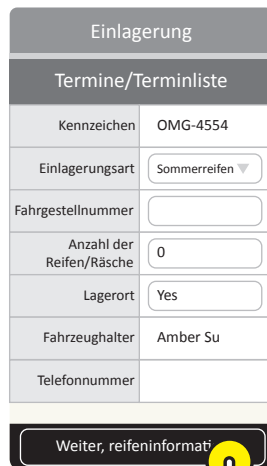 Einlagerung
Termine/Terminliste
Kennzeichen OMG-4554
Einlagerungsart Sommerreifen
Fahrgestellnummer
Anzahl der
Reifen/Räsche 0
Lagerort Yes
Fahrzeughalter Amber Su
Telefonnummer
Weiter, reifeninformati